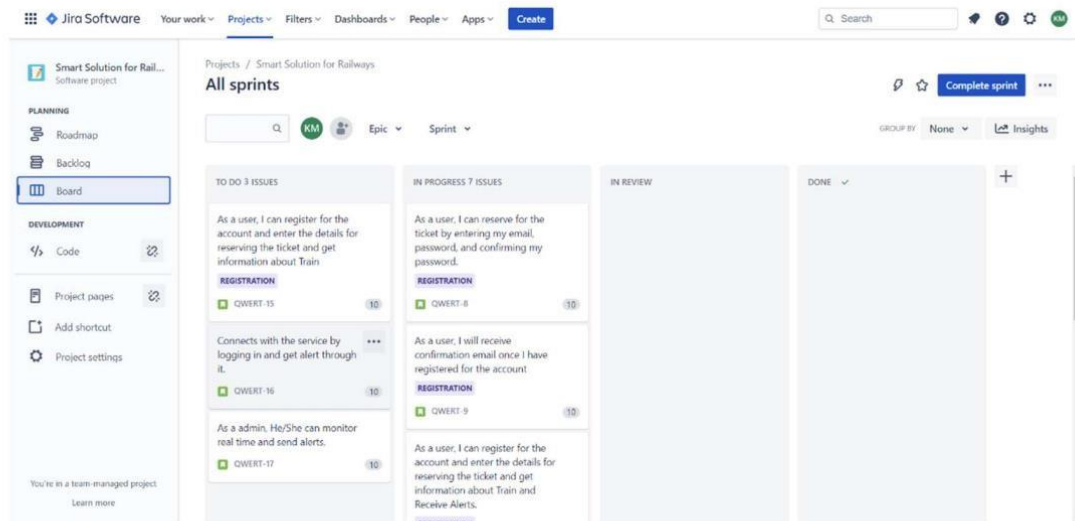 Jira Software Your work Projects Filters Dashboards People Apps Create Search KM
Smart Solution for Rail...
Software project
PLANNING
Roadmap
Backlog
Board
DEVELOPMENT
Code
Project pages
Add shortcut
Project settings
You're in a team-managed project
Learn more
Projects / Smart Solution for Railways
All sprints
Complete sprint
KM Epic Sprint
GROUP BY None Insights
TO DO 3 ISSUES
As a user, I can register for the
account and enter the details for
reserving the ticket and get
information about Train
REGISTRATION
QWERT-15 10
Connects with the service by
logging in and get alert through
it.
QWERT-16 10
As a admin, He/She can monitor
real time and send alerts.
QWERT-17 10
IN PROGRESS 7 ISSUES
As a user, I can reserve for the
ticket by entering my email,
password, and confirming my
password.
REGISTRATION
QWERT-8 10
As a user, I will receive
confirmation email once I have
registered for the account
REGISTRATION
QWERT-9 10
As a user, I can register for the
account and enter the details for
reserving the ticket and get
information about Train and
Receive Alerts.
IN REVIEW
DONE